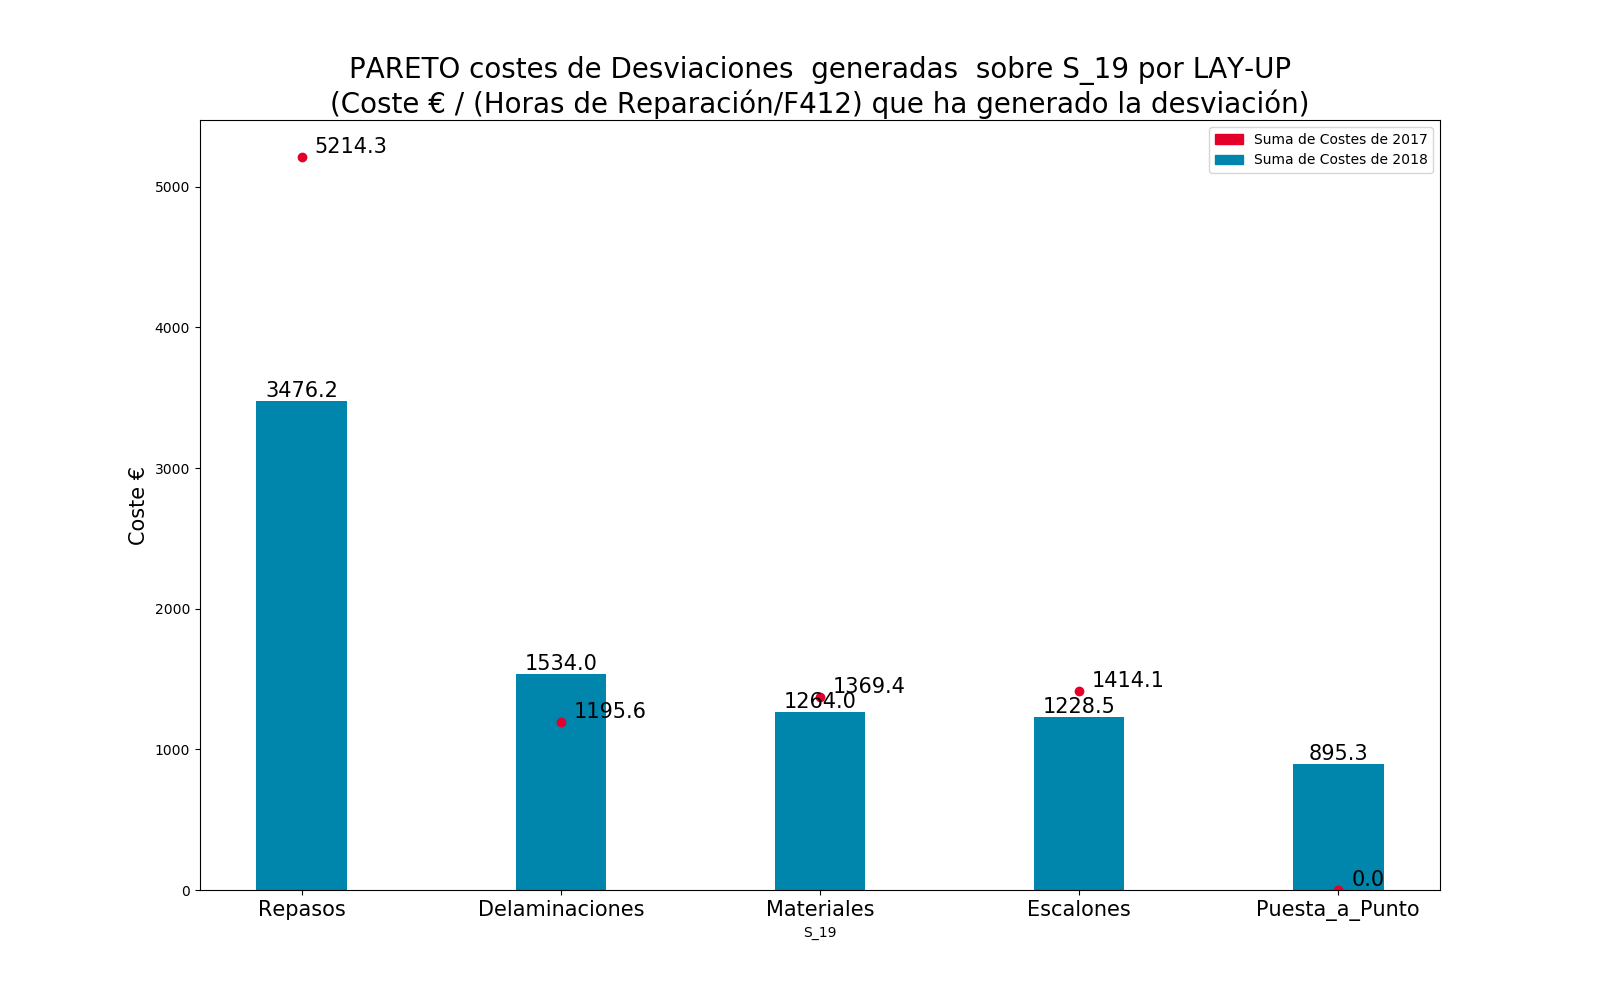 PARETO costes de Desviaciones  generadas  sobre S_19 por LAY-UP
(Coste € / (Horas de Reparación/F412) que ha generado la desviación)
Suma de Costes de 2017
Suma de Costes de 2018
Coste €
5000
4000
3000
2000
1000
0
5214.3
3476.2
1534.0
1195.6
1369.4
1264.0
1414.1
1228.5
895.3
0.0
Repasos
Delaminaciones
Materiales
Escalones
Puesta_a_Punto
S_19